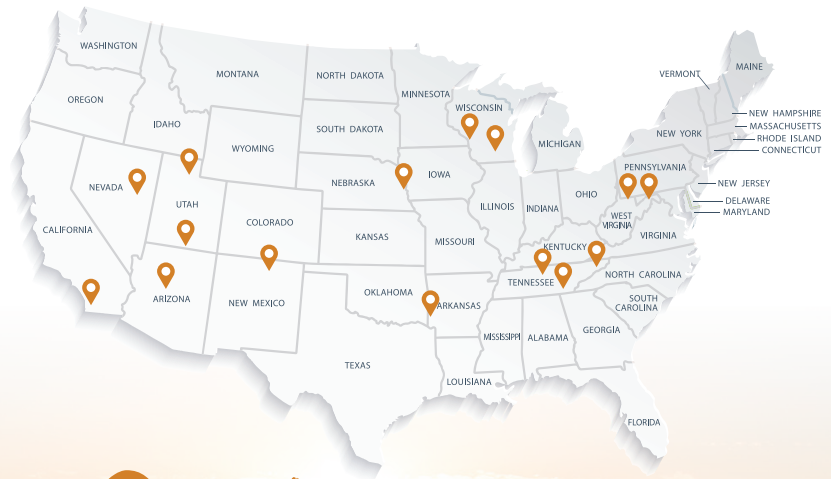 WASHINGTON
MAINE
VERMONT
MONTANA
NORTH DAKOTA
MINNESOTA
OREGON
WISCONSIN
NEW HAMPSHIRE
IDAHO
SOUTH DAKOTA
MASSACHUSETTS
NEW YORK
RHODE ISLAND
WYOMING
MICHIGAN
CONNECTICUT
PENNSYLVANIA
IOWA
NEBRASKA
NEVADA
NEW JERSEY
OHIO
UTAH
ILLINOIS
INDIANA
DELAWARE
MARYLAND
WEST
VIRGINIA
COLORADO
CALIFORNIA
KANSAS
MISSOURI
VIRGINIA
KENTUCKY
NORTH CAROLINA
TENNESSEE
OKLAHOMA
ARIZONA
NEW MEXICO
ARKANSAS
SOUTH
CAROLINA
MISSISSIPPI
ALABAMA
GEORGIA
TEXAS
LOUISIANA
FLORIDA